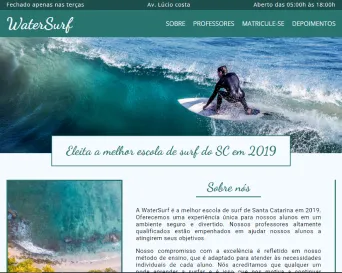 Fechado apenas nas terças
Av. Lúcio costa
Aberto das 05:00h às 18:00h
WaterSurf
SOBRE PROFESSORES MATRICULE-SE DEPOIMENTOS
Eleita a melhor escola de surf do SC em 2019
Sobre nós
A WaterSurf é a melhor escola de surf de Santa Catarina em 2019.
Oferecemos uma experiência única para nossos alunos em um
ambiente seguro e divertido. Nossos professores altamente
qualificados estão empenhados em ajudar nossos alunos a
atingirem seus objetivos.
Nosso compromisso com a excelência é refletido em nosso
método de ensino, que é adaptado para atender às necessidades
individuais de cada aluno. Nós acreditamos que qualquer um
pode aprender a surfar e é isso que nos motiva a continuar